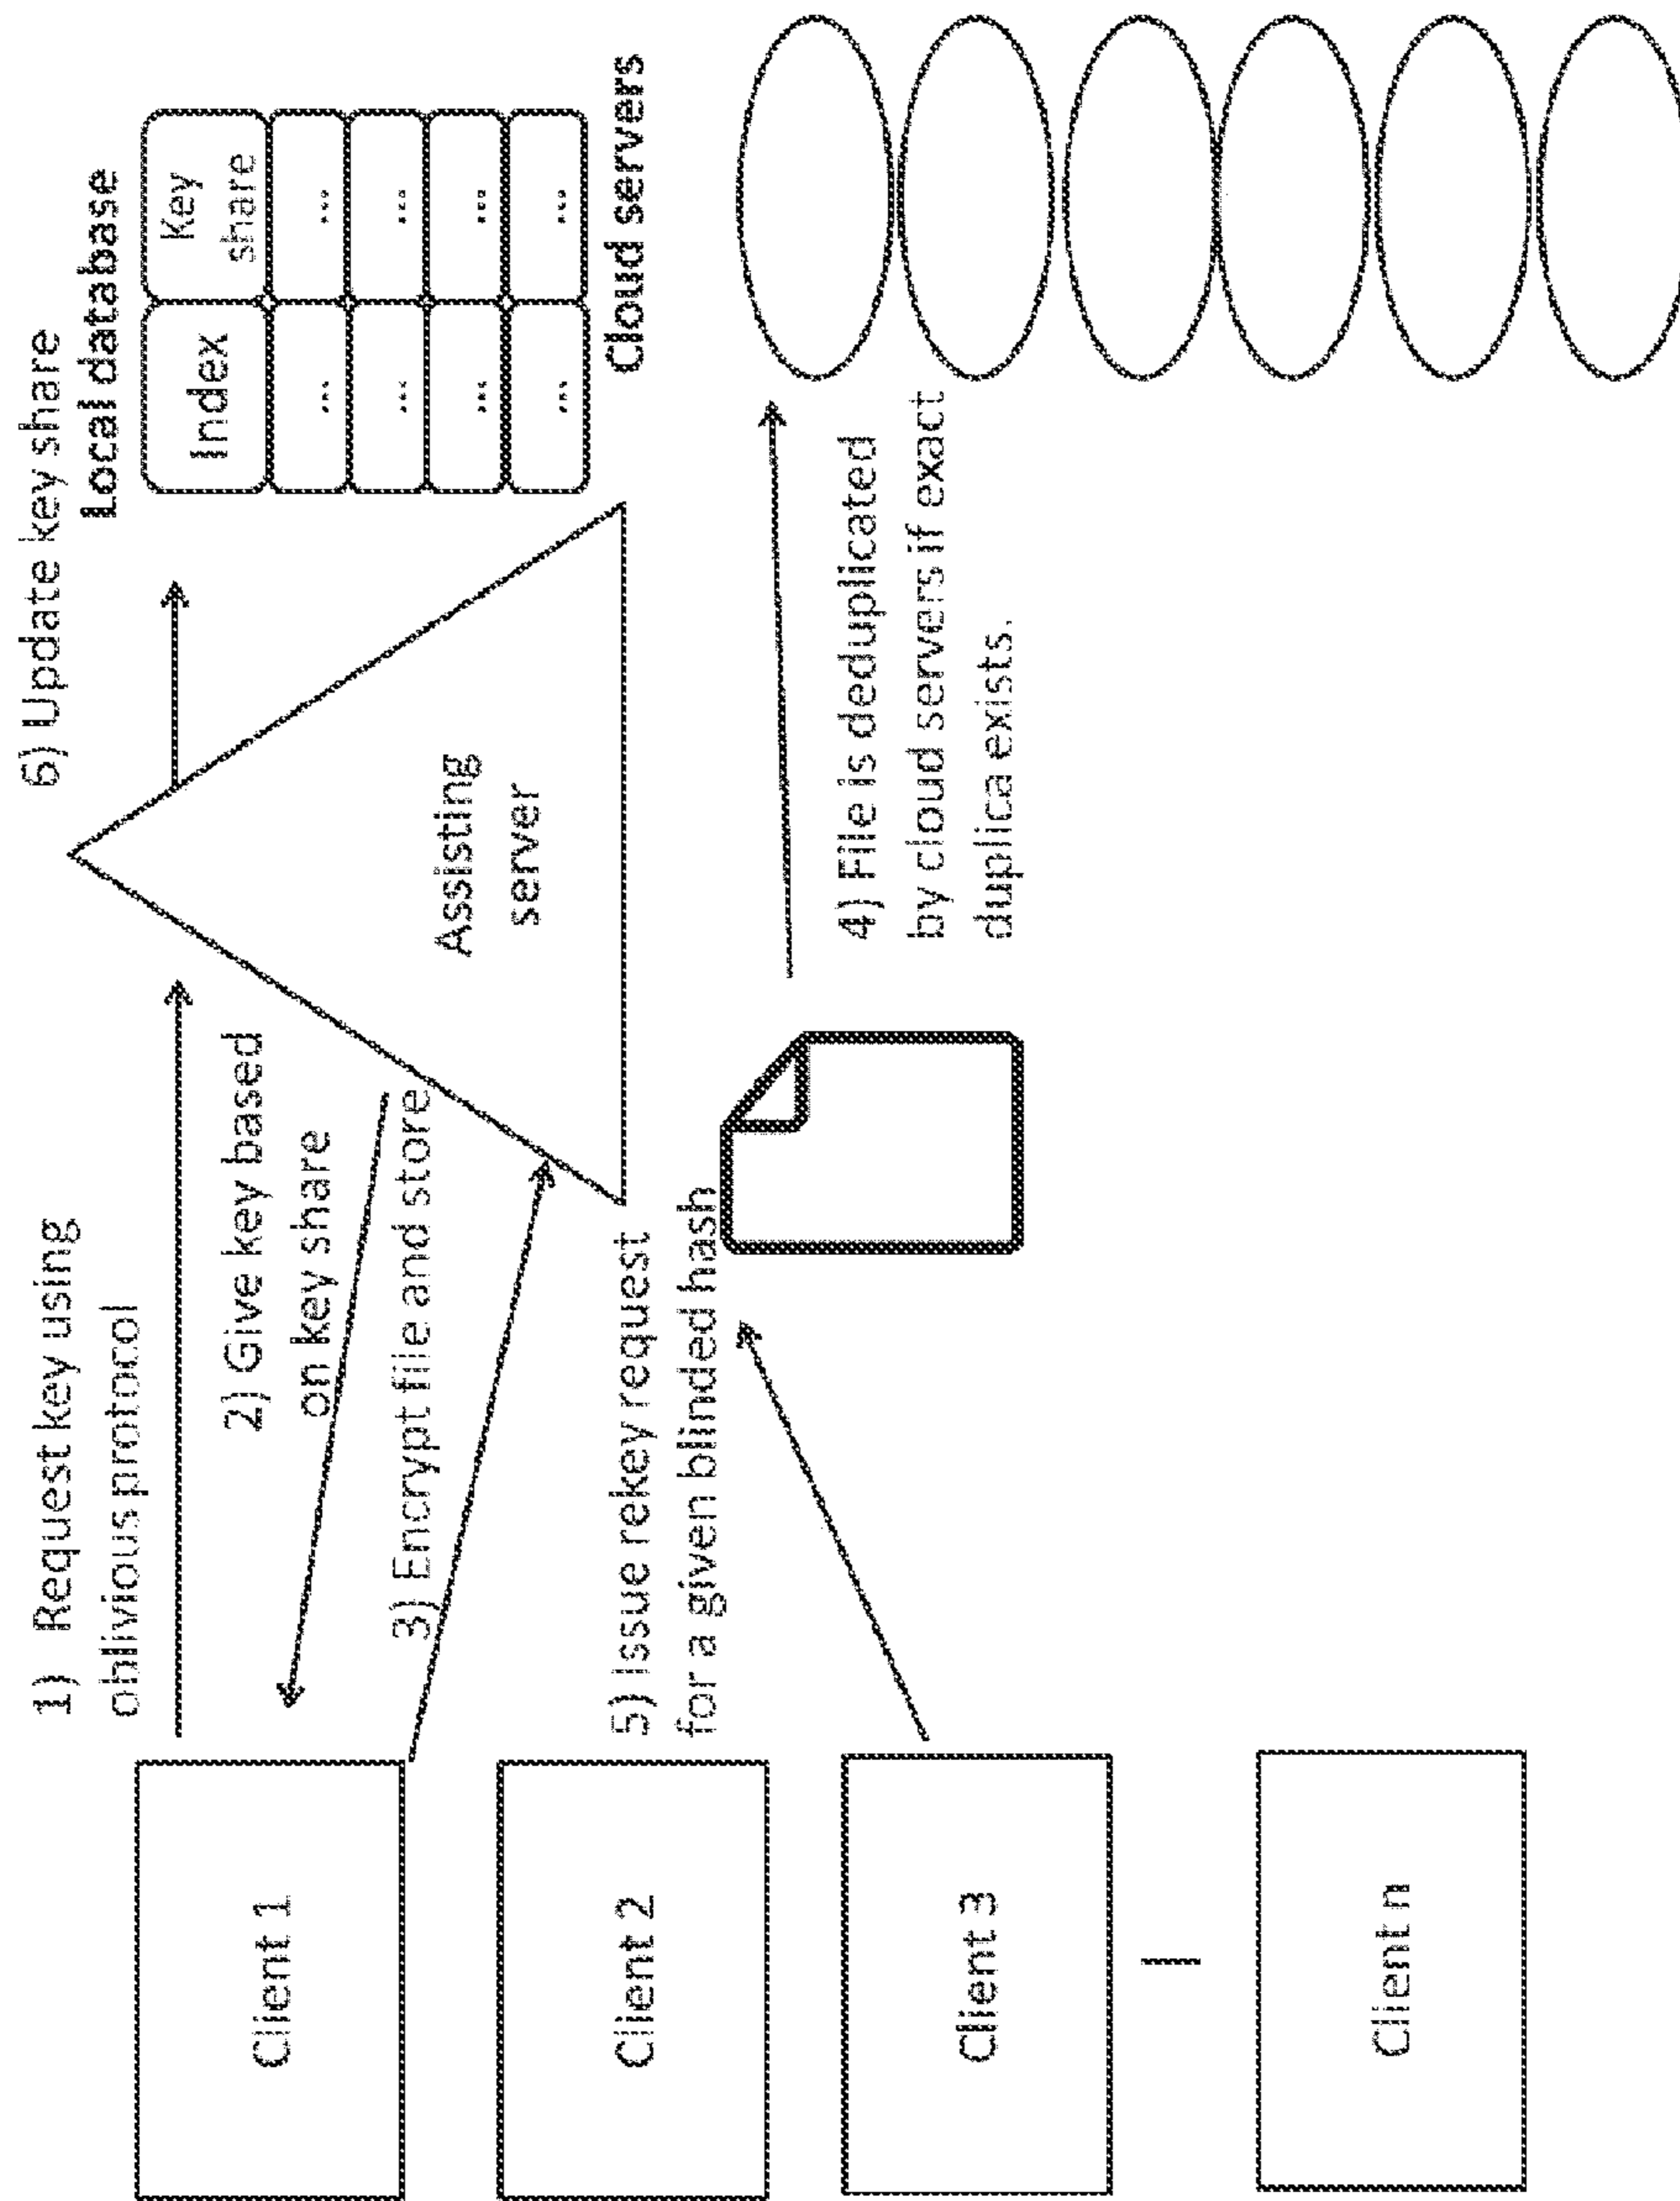 6) Update key share
Local database
Index
Key
share
...
...
...
...
...
...
...
...
Cloud servers
1) Request key using
oblivious protocol
2) Give key based
on key share
3) Encrypt file and store
Assisting
server
5) Issue rekey request
for a given blinded hash
4) File is deduplicated
by cloud servers if exact
duplica exists.
Client 1
Client 2
Client 3
Client n